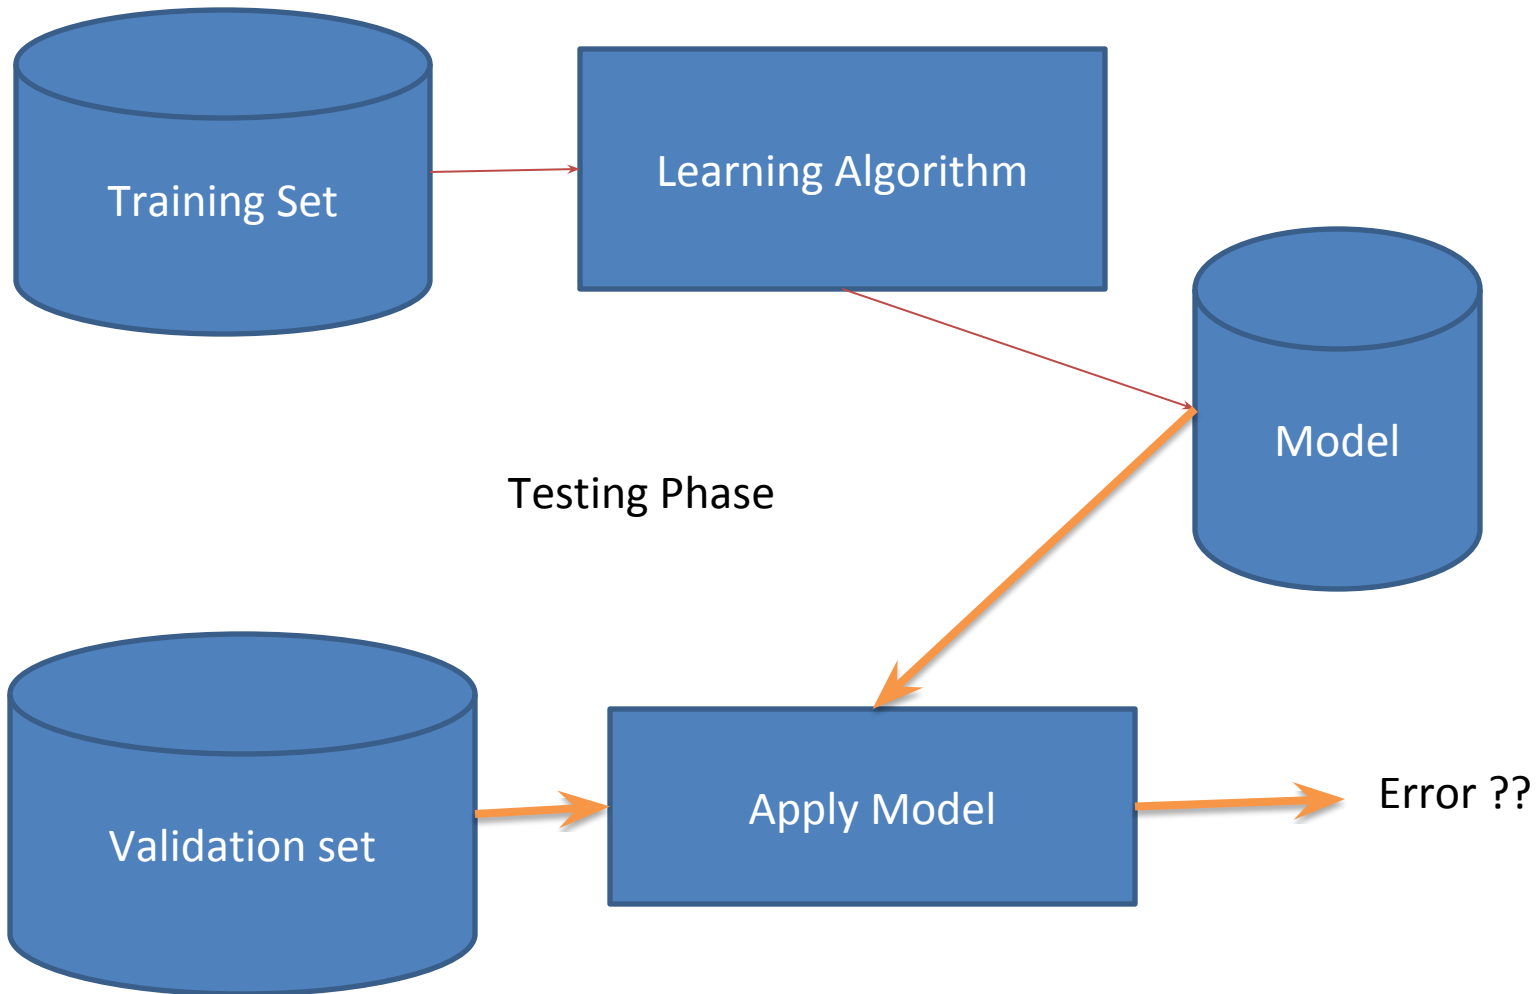 Training Set
Learning Algorithm
Model
Testing Phase
Validation set
Apply Model
Error ??